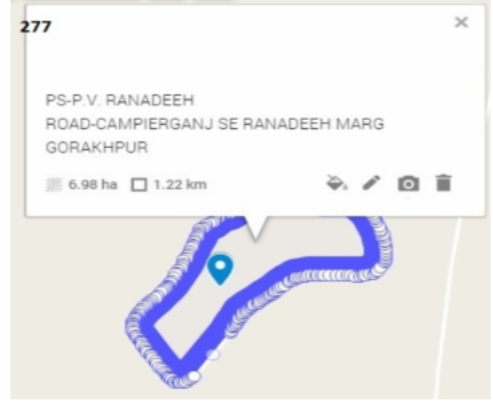 277
PS-P.V. RANADEEH
ROAD-CAMPIERGANJ SE RANADEEH MARG
GORAKHPUR
6.98 ha 1.22 km